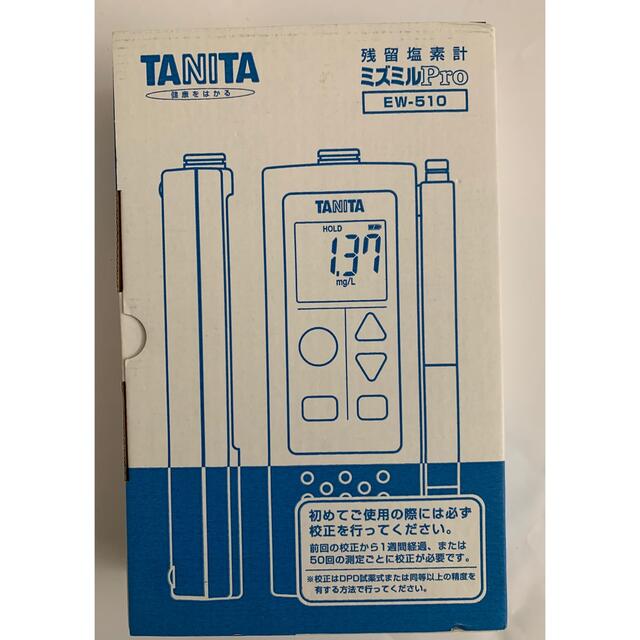 TANITA
健康をはかる
残留塩素計
ミズミルPro
EW-510
TANITA
HOLD
1.37
mg/L
初めてご使用の際には必ず
校正を行ってください。
前回の校正から1週間経過、または
50回の測定ごとに校正が必要です。
※校正はDPD試薬式または同等以上の精度を
有する方法で行ってください。